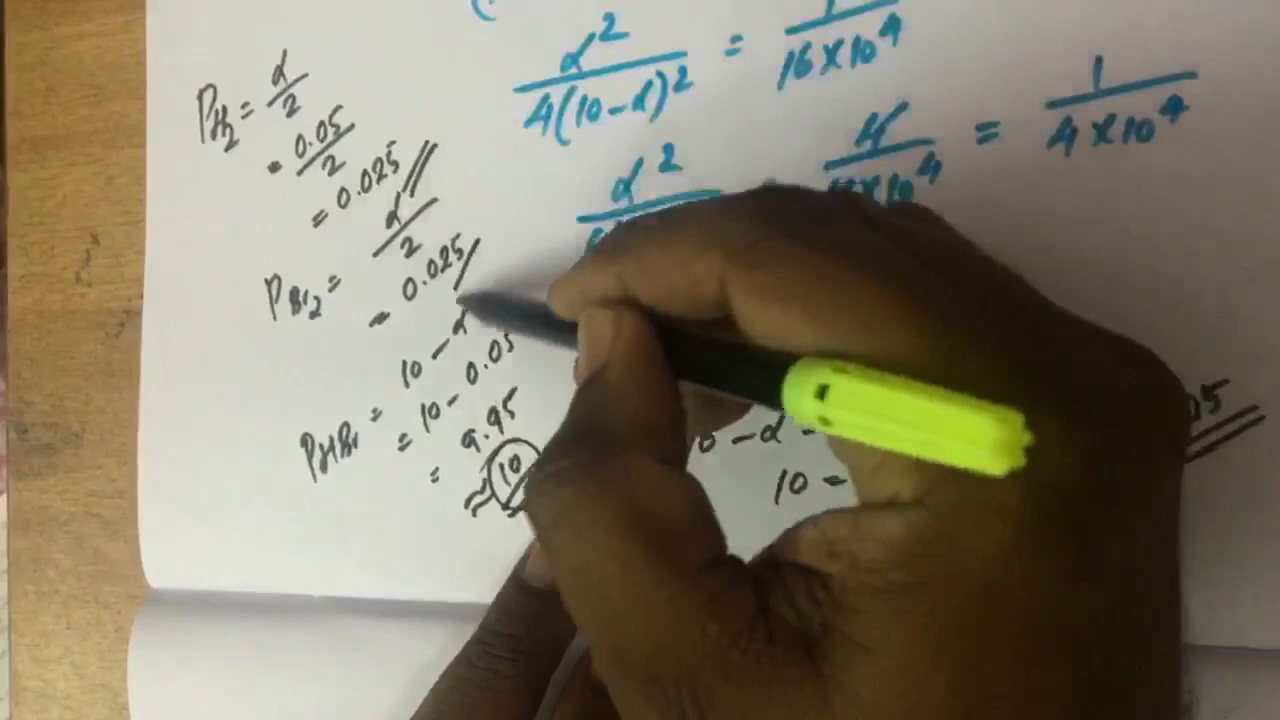 P_H2 = α/2
= 0.05/2
= 0.025
P_Br2 = α/2
= 0.025
P_HBr = 10 - α
= 10 - 0.05
= 9.95
≈ 10
α²/4(10-α)² = 1/16×10⁴
α² 4/16×10⁴ = 1/4×10⁴
- α -
10 =
05